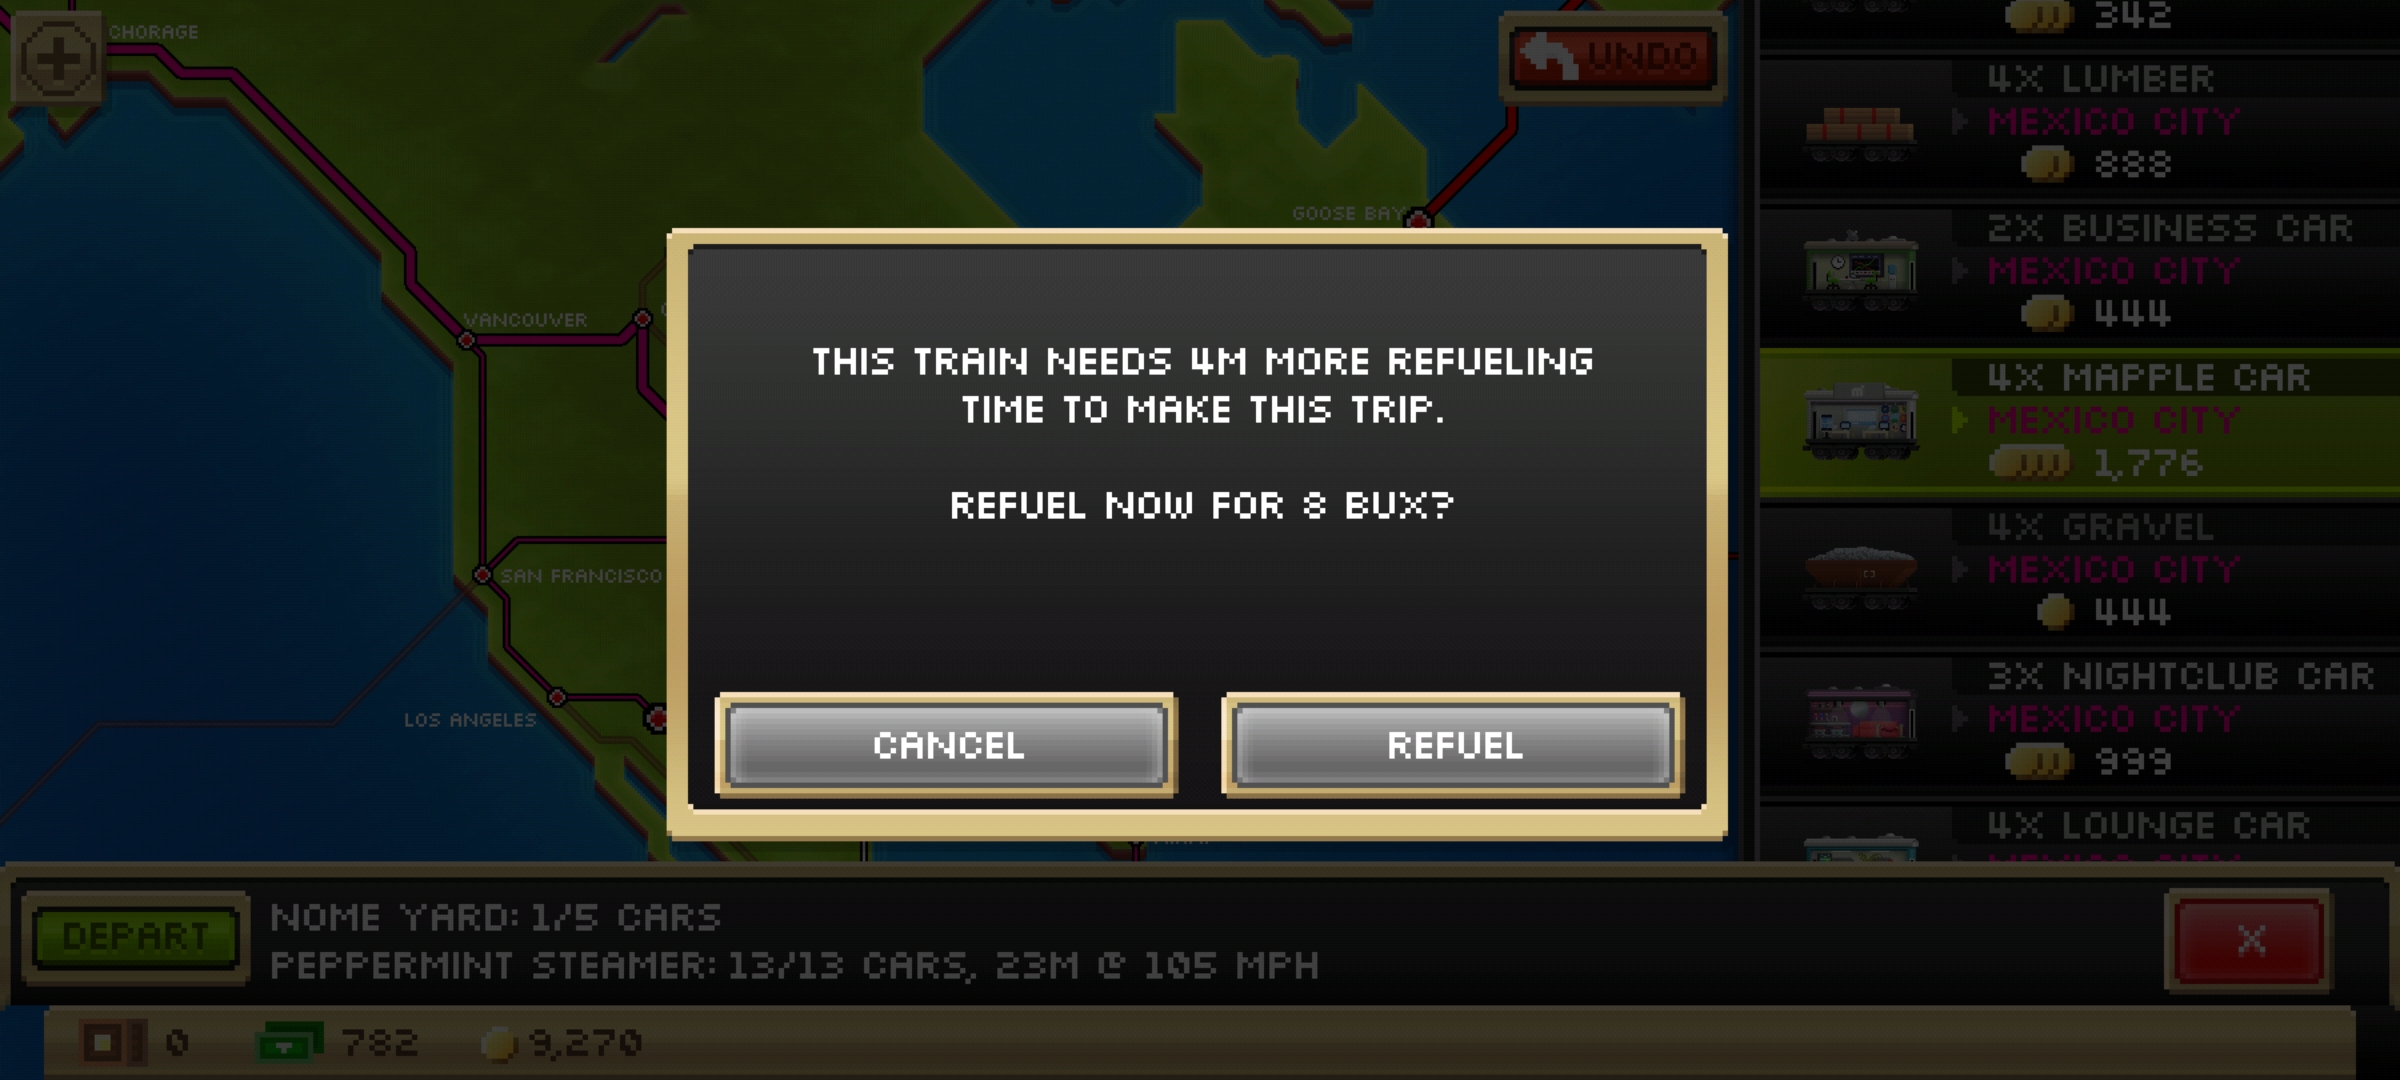 CHORAGE
UNDO
342
4X LUMBER
MEXICO CITY
888
GOOSE BAY
2X BUSINESS CAR
MEXICO CITY
444
VANCOUVER
THIS TRAIN NEEDS 4M MORE REFUELING
TIME TO MAKE THIS TRIP.
REFUEL NOW FOR 8 BUX?
4X MAPPLE CAR
MEXICO CITY
1,776
4X GRAVEL
MEXICO CITY
444
SAN FRANCISCO
3X NIGHTCLUB CAR
MEXICO CITY
999
LOS ANGELES
CANCEL
REFUEL
4X LOUNGE CAR
MEXICO CITY
DEPART
NOME YARD: 1/5 CARS
PEPPERMINT STEAMER: 13/13 CARS, 23M @ 105 MPH
X
0
782
9,270